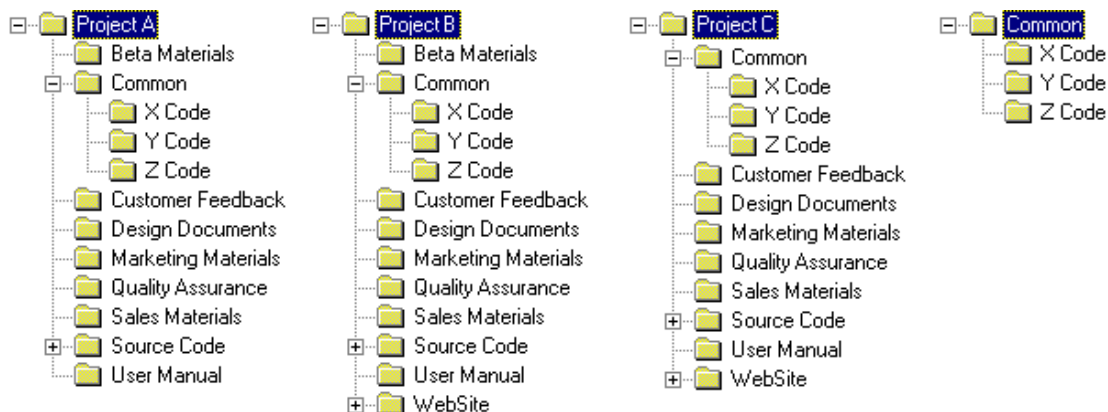 Project A
Beta Materials
Common
X Code
Y Code
Z Code
Customer Feedback
Design Documents
Marketing Materials
Quality Assurance
Sales Materials
Source Code
User Manual
Project B
Beta Materials
Common
X Code
Y Code
Z Code
Customer Feedback
Design Documents
Marketing Materials
Quality Assurance
Sales Materials
Source Code
User Manual
WebSite
Project C
Common
X Code
Y Code
Z Code
Customer Feedback
Design Documents
Marketing Materials
Quality Assurance
Sales Materials
Source Code
User Manual
WebSite
Common
X Code
Y Code
Z Code